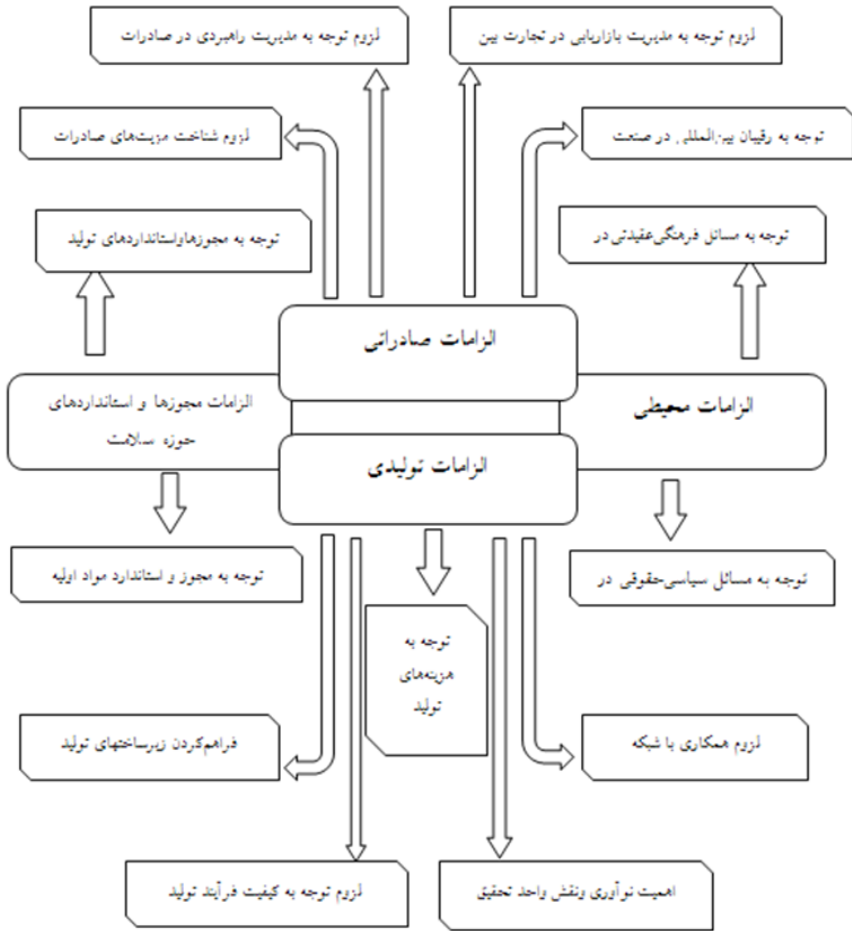 لزوم توجه به مدیریت بازاریابی در تجارت بین
لزوم توجه به مدیریت راهبردی در صادرات
توجه به رقیبان بین‌المللی در صنعت
لزوم شناخت مزیت‌های صادرات
توجه به مسائل فرهنگی‌عقیدتی در
توجه به مجوزهاواستانداردهای تولید
الزامات صادراتی
الزامات محیطی
الزامات مجوزها و استانداردهای
حوزه سلامت
الزامات تولیدی
توجه به مسائل سیاسی‌حقوقی در
توجه به مجوز و استاندارد مواد اولیه
توجه به
هزینه‌های
تولید
لزوم همکاری با شبکه
فراهم‌کردن زیرساختهای تولید
اهمیت نوآوری ونقش واحد تحقیق
لزوم توجه به کیفیت فرآیند تولید